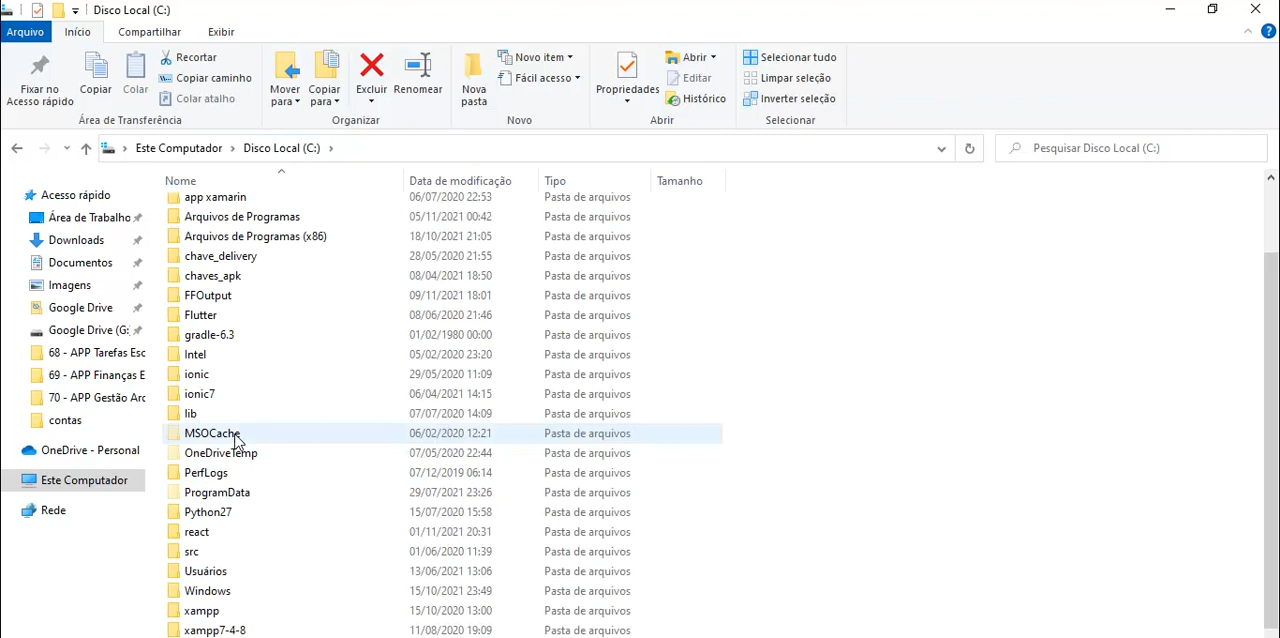 Disco Local (C:)
Arquivo Início Compartilhar Exibir
Fixar no Acesso rápido
Copiar
Colar
Recortar
Copiar caminho
Colar atalho
Área de Transferência
Mover para
Copiar para
Excluir
Renomear
Organizar
Nova pasta
Novo item
Fácil acesso
Novo
Propriedades
Abrir
Editar
Histórico
Abrir
Selecionar tudo
Limpar seleção
Inverter seleção
Selecionar
Este Computador > Disco Local (C:) >
Pesquisar Disco Local (C:)
Acesso rápido
Área de Trabalho
Downloads
Documentos
Imagens
Google Drive
Google Drive (G:
68 - APP Tarefas Esc
69 - APP Finanças E
70 - APP Gestão Arc
contas
OneDrive - Personal
Este Computador
Rede
Nome Data de modificação Tipo Tamanho
app xamarin 06/07/2020 22:53 Pasta de arquivos
Arquivos de Programas 05/11/2021 00:42 Pasta de arquivos
Arquivos de Programas (x86) 18/10/2021 21:05 Pasta de arquivos
chave_delivery 28/05/2020 21:55 Pasta de arquivos
chaves_apk 08/04/2021 18:50 Pasta de arquivos
FFOutput 09/11/2021 18:01 Pasta de arquivos
Flutter 08/06/2020 21:46 Pasta de arquivos
gradle-6.3 01/02/1980 00:00 Pasta de arquivos
Intel 05/02/2020 23:20 Pasta de arquivos
ionic 29/05/2020 11:09 Pasta de arquivos
ionic7 06/04/2021 14:15 Pasta de arquivos
lib 07/07/2020 14:09 Pasta de arquivos
MSOCache 06/02/2020 12:21 Pasta de arquivos
OneDriveTemp 07/05/2020 22:44 Pasta de arquivos
PerfLogs 07/12/2019 06:14 Pasta de arquivos
ProgramData 29/07/2021 23:26 Pasta de arquivos
Python27 15/07/2020 15:58 Pasta de arquivos
react 01/11/2021 20:31 Pasta de arquivos
src 01/06/2020 11:39 Pasta de arquivos
Usuários 13/06/2021 13:06 Pasta de arquivos
Windows 15/10/2021 23:49 Pasta de arquivos
xampp 15/10/2020 13:00 Pasta de arquivos
xampp7-4-8 11/08/2020 19:09 Pasta de arquivos